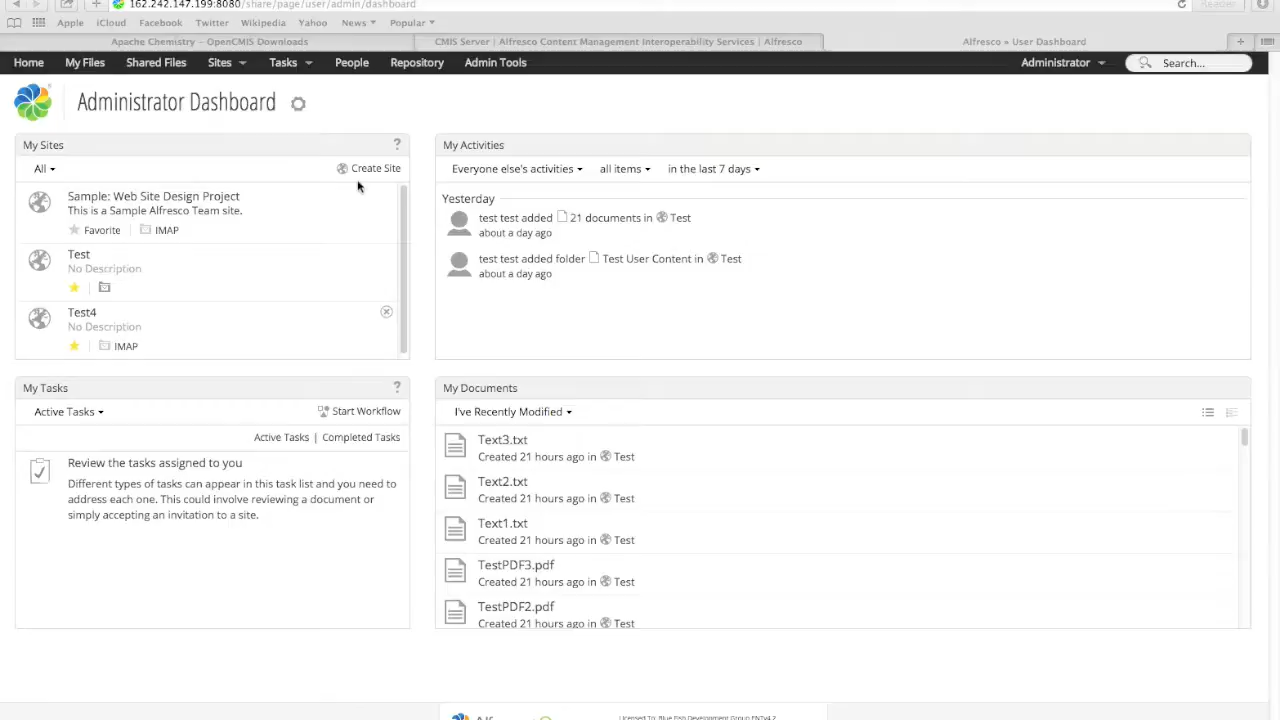 162.242.147.199:8080/share/page/user/admin/dashboard
Reader
Apple iCloud Facebook Twitter Wikipedia Yahoo News Popular
Apache Chemistry - OpenCMIS Downloads
CMIS Server | Alfresco Content Management Interoperability Services | Alfresco
Alfresco » User Dashboard
Home My Files Shared Files Sites Tasks People Repository Admin Tools Administrator Search...
Administrator Dashboard
My Sites ?
All Create Site
Sample: Web Site Design Project
This is a Sample Alfresco Team site.
Favorite IMAP
Test
No Description
Test4
No Description
IMAP
My Activities
Everyone else's activities all items in the last 7 days
Yesterday
test test added 21 documents in Test
about a day ago
test test added folder Test User Content in Test
about a day ago
My Tasks ?
Active Tasks Start Workflow
Active Tasks | Completed Tasks
Review the tasks assigned to you
Different types of tasks can appear in this task list and you need to
address each one. This could involve reviewing a document or
simply accepting an invitation to a site.
My Documents
I've Recently Modified
Text3.txt
Created 21 hours ago in Test
Text2.txt
Created 21 hours ago in Test
Text1.txt
Created 21 hours ago in Test
TestPDF3.pdf
Created 21 hours ago in Test
TestPDF2.pdf
Created 21 hours ago in Test
Licensed To: Blue Fish Development Group ENTv4.2